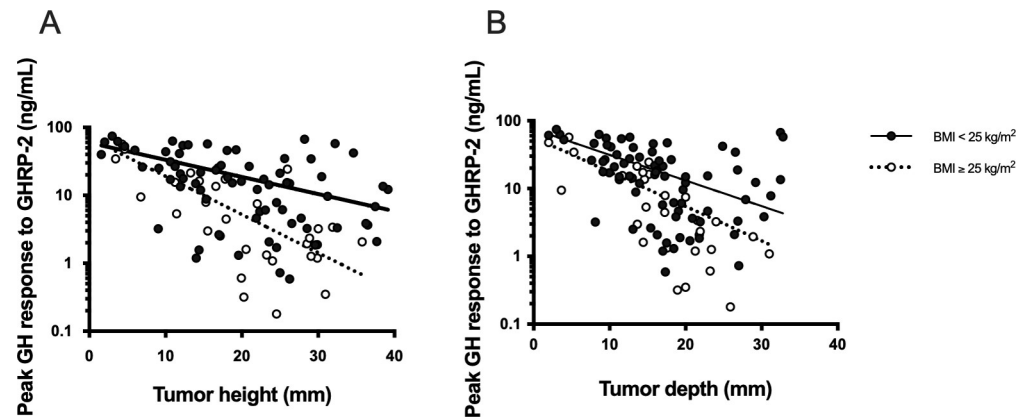 A
Peak GH response to GHRP-2 (ng/mL)
100
10
1
0.1
0 10 20 30 40
Tumor height (mm)
B
Peak GH response to GHRP-2 (ng/mL)
100
10
1
0.1
0 10 20 30 40
Tumor depth (mm)
BMI < 25 kg/m²
BMI ≥ 25 kg/m²